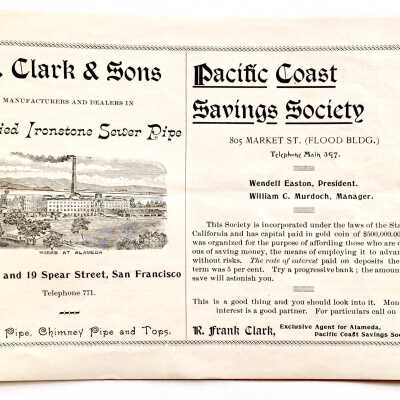 . Clark & Sons
MANUFACTURERS AND DEALERS IN
ied Ironstone Sewer Pipe
WORKS AT ALAMEDA
and 19 Spear Street, San Francisco
Telephone 771.
Pipe, Chimney Pipe and Tops.
Pacific Coast
Savings Society
805 MARKET ST. (FLOOD BLDG.)
Telephone Main 397.
Wendell Easton, President.
William C. Murdoch, Manager.
This Society is incorporated under the laws of the Sta
California and has capital paid in gold coin of $500,000.0
was organized for the purpose of affording those who are d
ous of saving money, the means of employing it to advan
without risks. The rate of interest paid on deposits the
term was 5 per cent. Try a progressive bank; the amoun
save will astonish you.
This is a good thing and you should look into it. Mon
interest is a good partner. For particulars call on
R. Frank Clark, Exclusive Agent for Alameda,
Pacific Coast Savings Soc